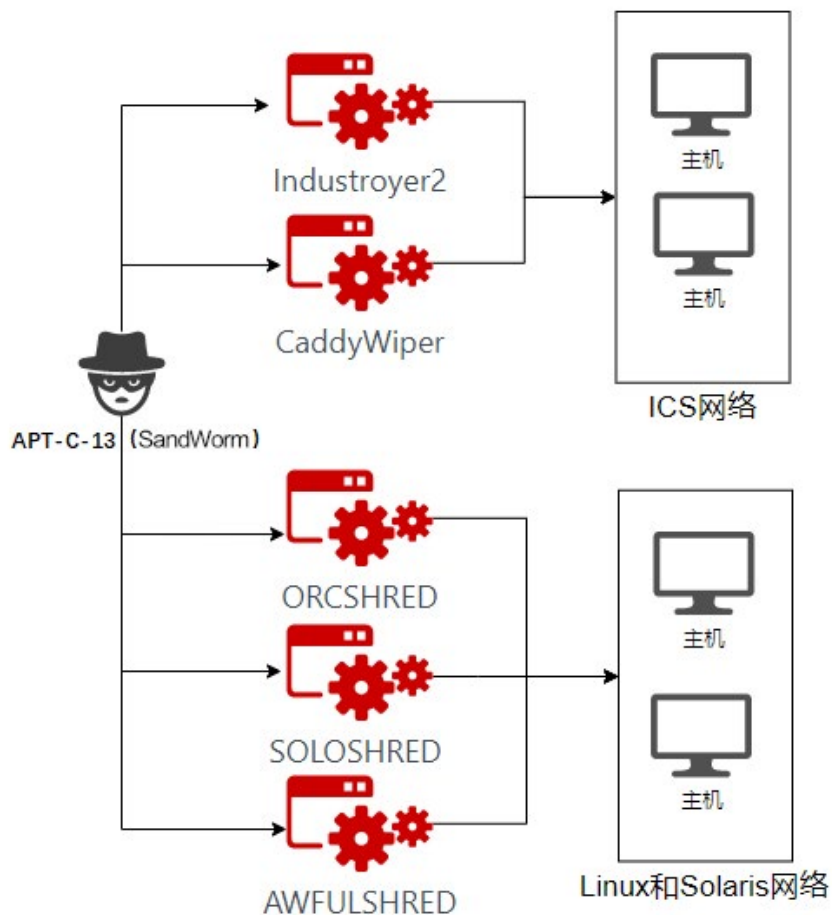 Industroyer2
主机
CaddyWiper
主机
ICS网络
APT-C-13 (SandWorm)
ORCSHRED
主机
SOLOSHRED
主机
AWFULSHRED
Linux和Solaris网络